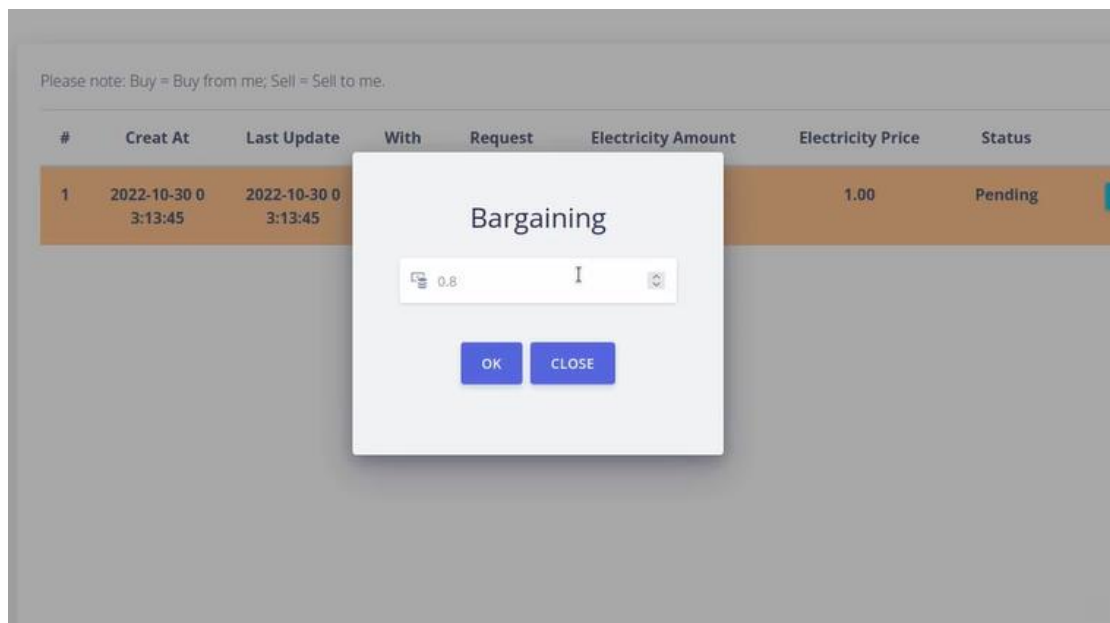 Please note: Buy = Buy from me; Sell = Sell to me.
# Creat At Last Update With Request Electricity Amount Electricity Price Status
1 2022-10-30 0 2022-10-30 0 1.00 Pending
3:13:45 3:13:45
Bargaining
0.8
OK CLOSE